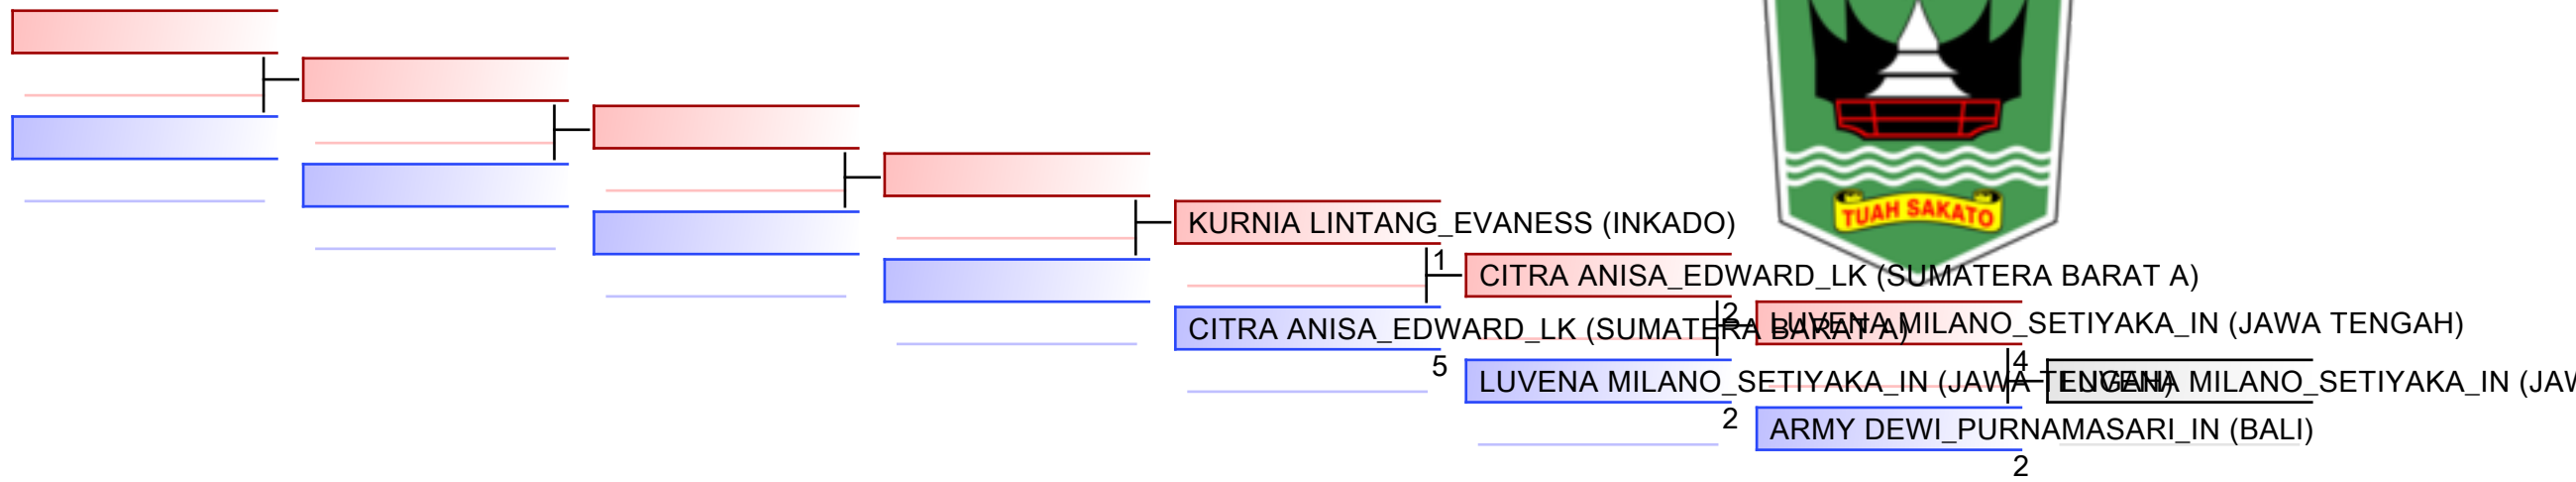 TUAH SAKATO
KURNIA LINTANG_EVANESS (INKADO)
1
CITRA ANISA_EDWARD_LK (SUMATERA BARAT A)
2
LUVENA MILANO_SETIYAKA_IN (JAWA TENGAH)
CITRA ANISA_EDWARD_LK (SUMATERA BARAT A)
5
4
LUVENA MILANO_SETIYAKA_IN (JAWA TENGAH)
LUVENA MILANO_SETIYAKA_IN (JAW
2
ARMY DEWI_PURNAMASARI_IN (BALI)
2